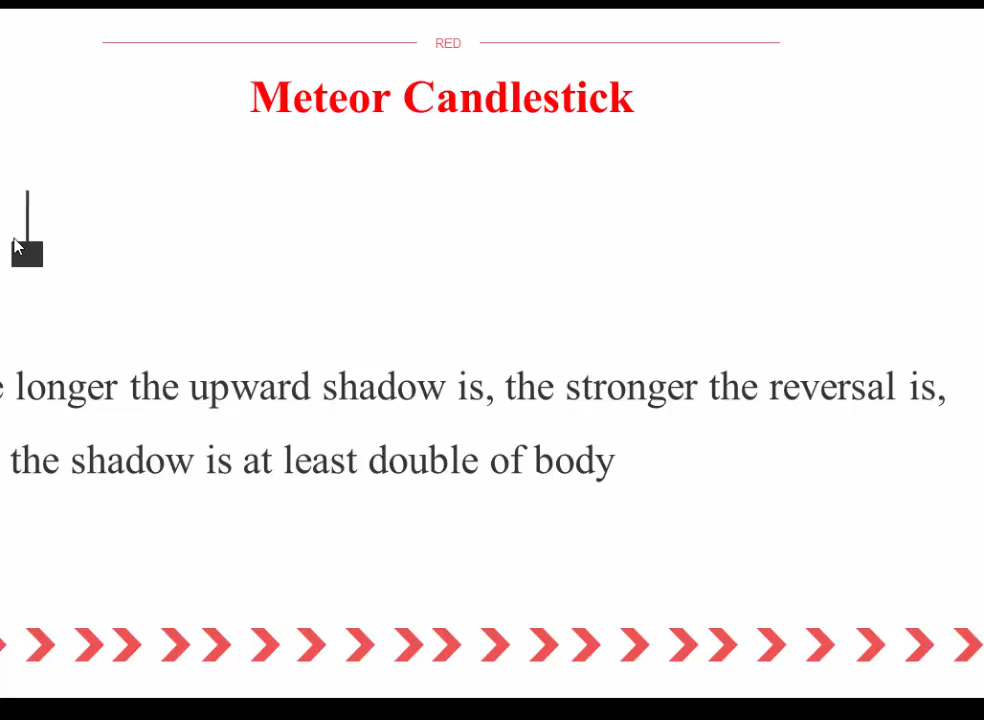 RED
Meteor Candlestick
longer the upward shadow is, the stronger the reversal is,
the shadow is at least double of body